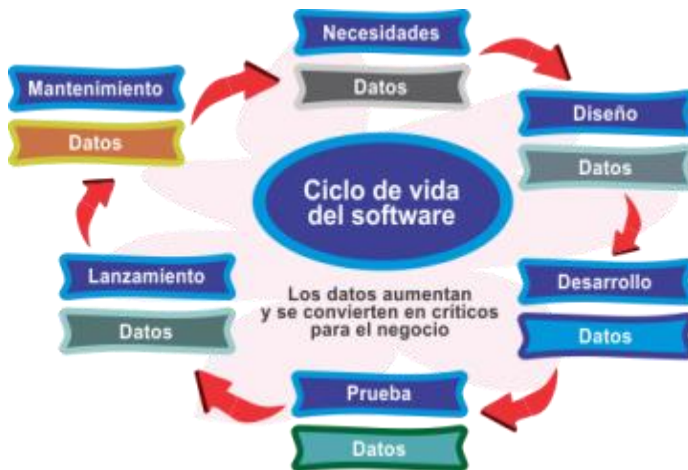 Necesidades
Datos
Diseño
Datos
Desarrollo
Datos
Prueba
Datos
Lanzamiento
Datos
Mantenimiento
Datos
Ciclo de vida
del software
Los datos aumentan
y se convierten en críticos
para el negocio